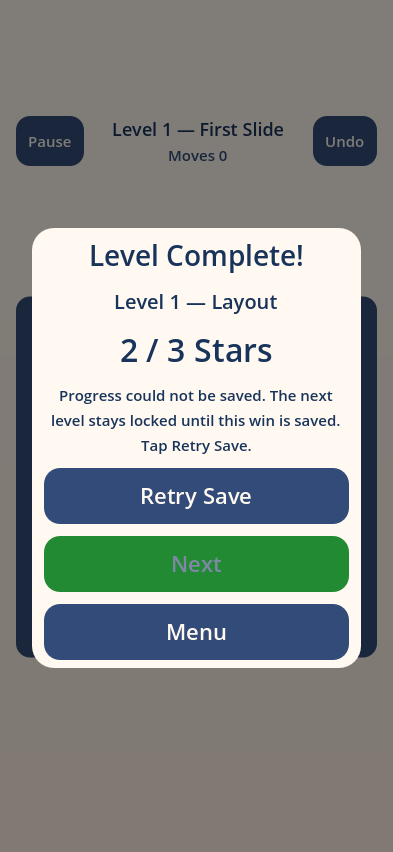 Pause
Level 1 — First Slide
Moves 0
Undo
Level Complete!
Level 1 — Layout
2 / 3 Stars
Progress could not be saved. The next
level stays locked until this win is saved.
Tap Retry Save.
Retry Save
Next
Menu